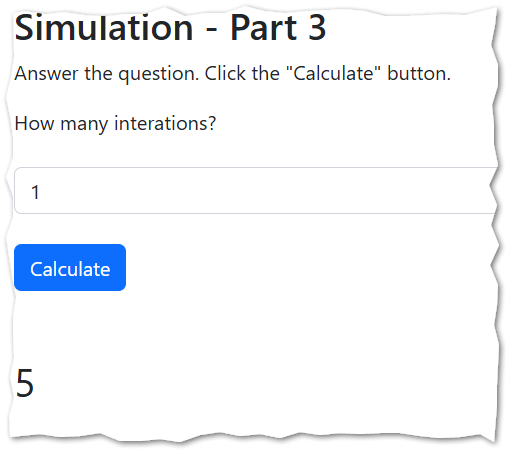 Simulation - Part 3
Answer the question. Click the "Calculate" button.
How many interations?
1
Calculate
5